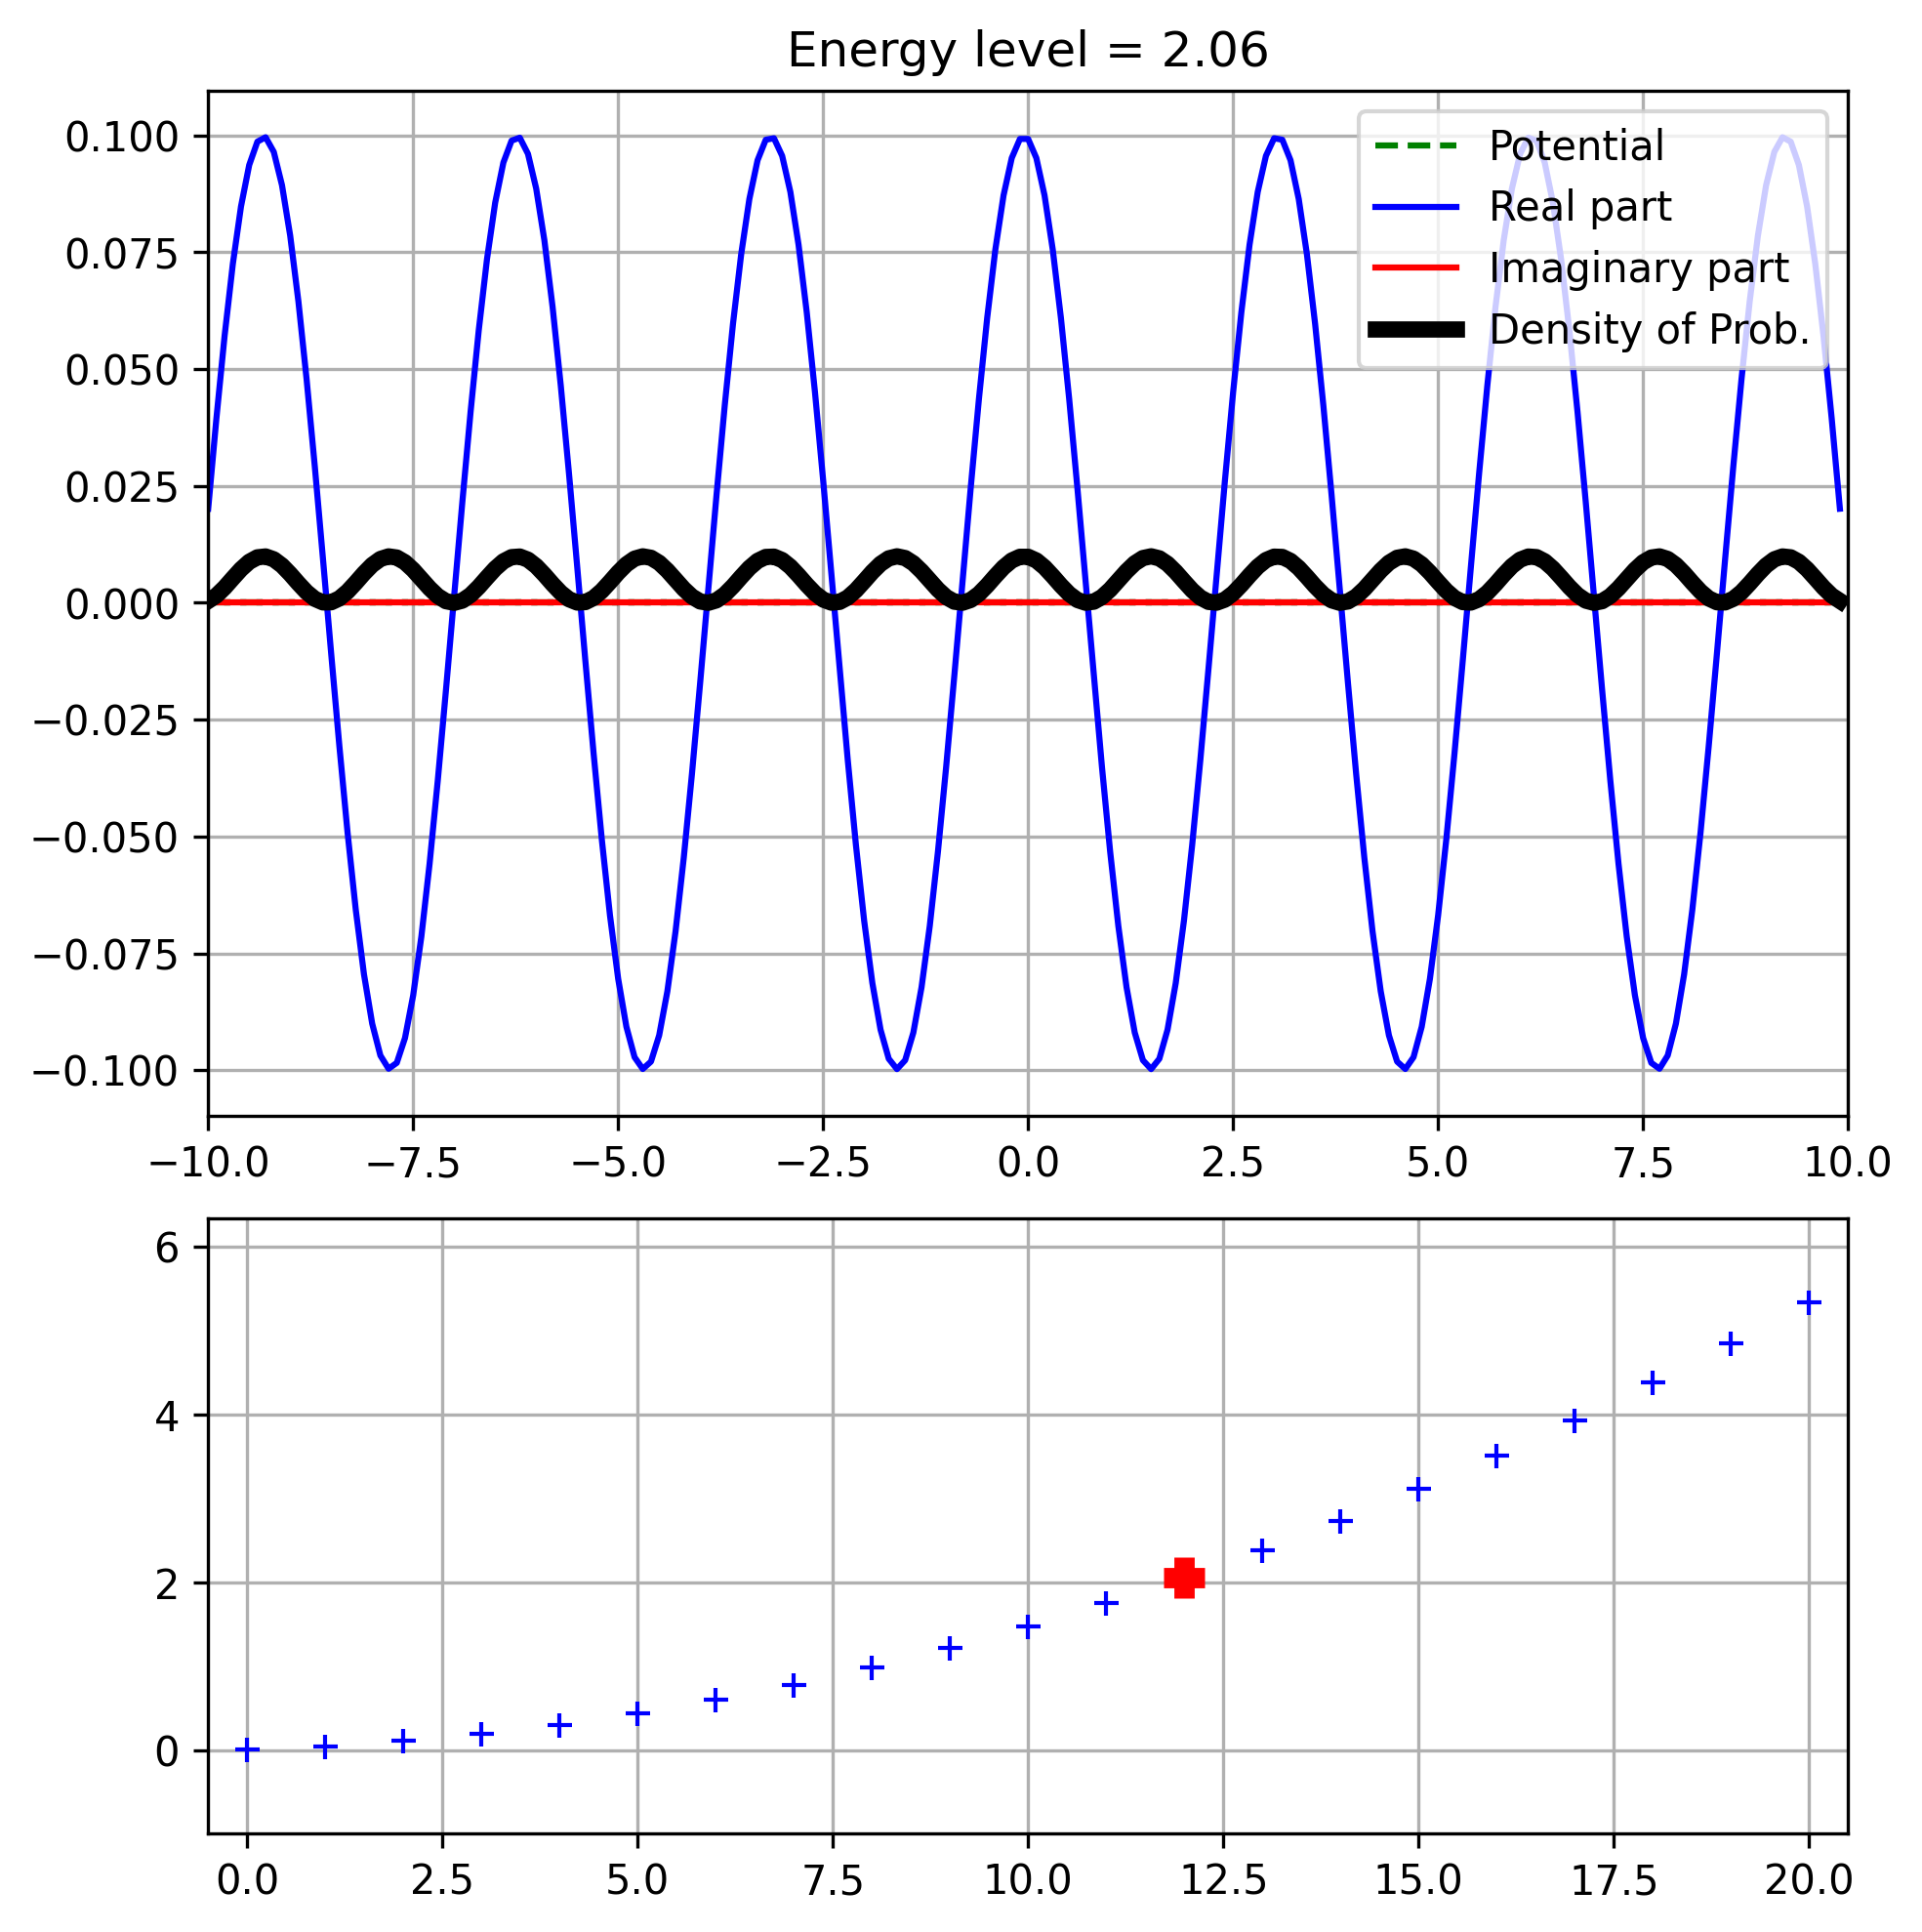 Energy level = 2.06
0.100
0.075
0.050
0.025
0.000
−0.025
−0.050
−0.075
−0.100
Potential
Real part
Imaginary part
Density of Prob.
−10.0 −7.5 −5.0 −2.5 0.0 2.5 5.0 7.5 10.0
6
4
2
0
0.0 2.5 5.0 7.5 10.0 12.5 15.0 17.5 20.0